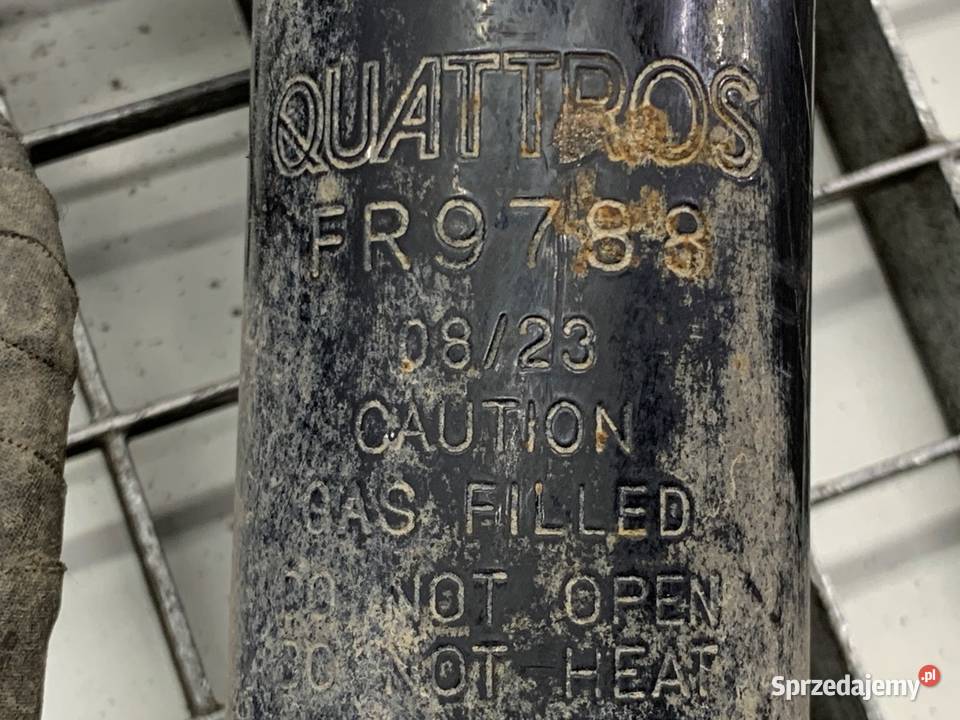 QUATTROS
FR9788
08/23
CAUTION
GAS FILLED
DO NOT OPEN
DO NOT HEAT
Sprzedajemy.pl